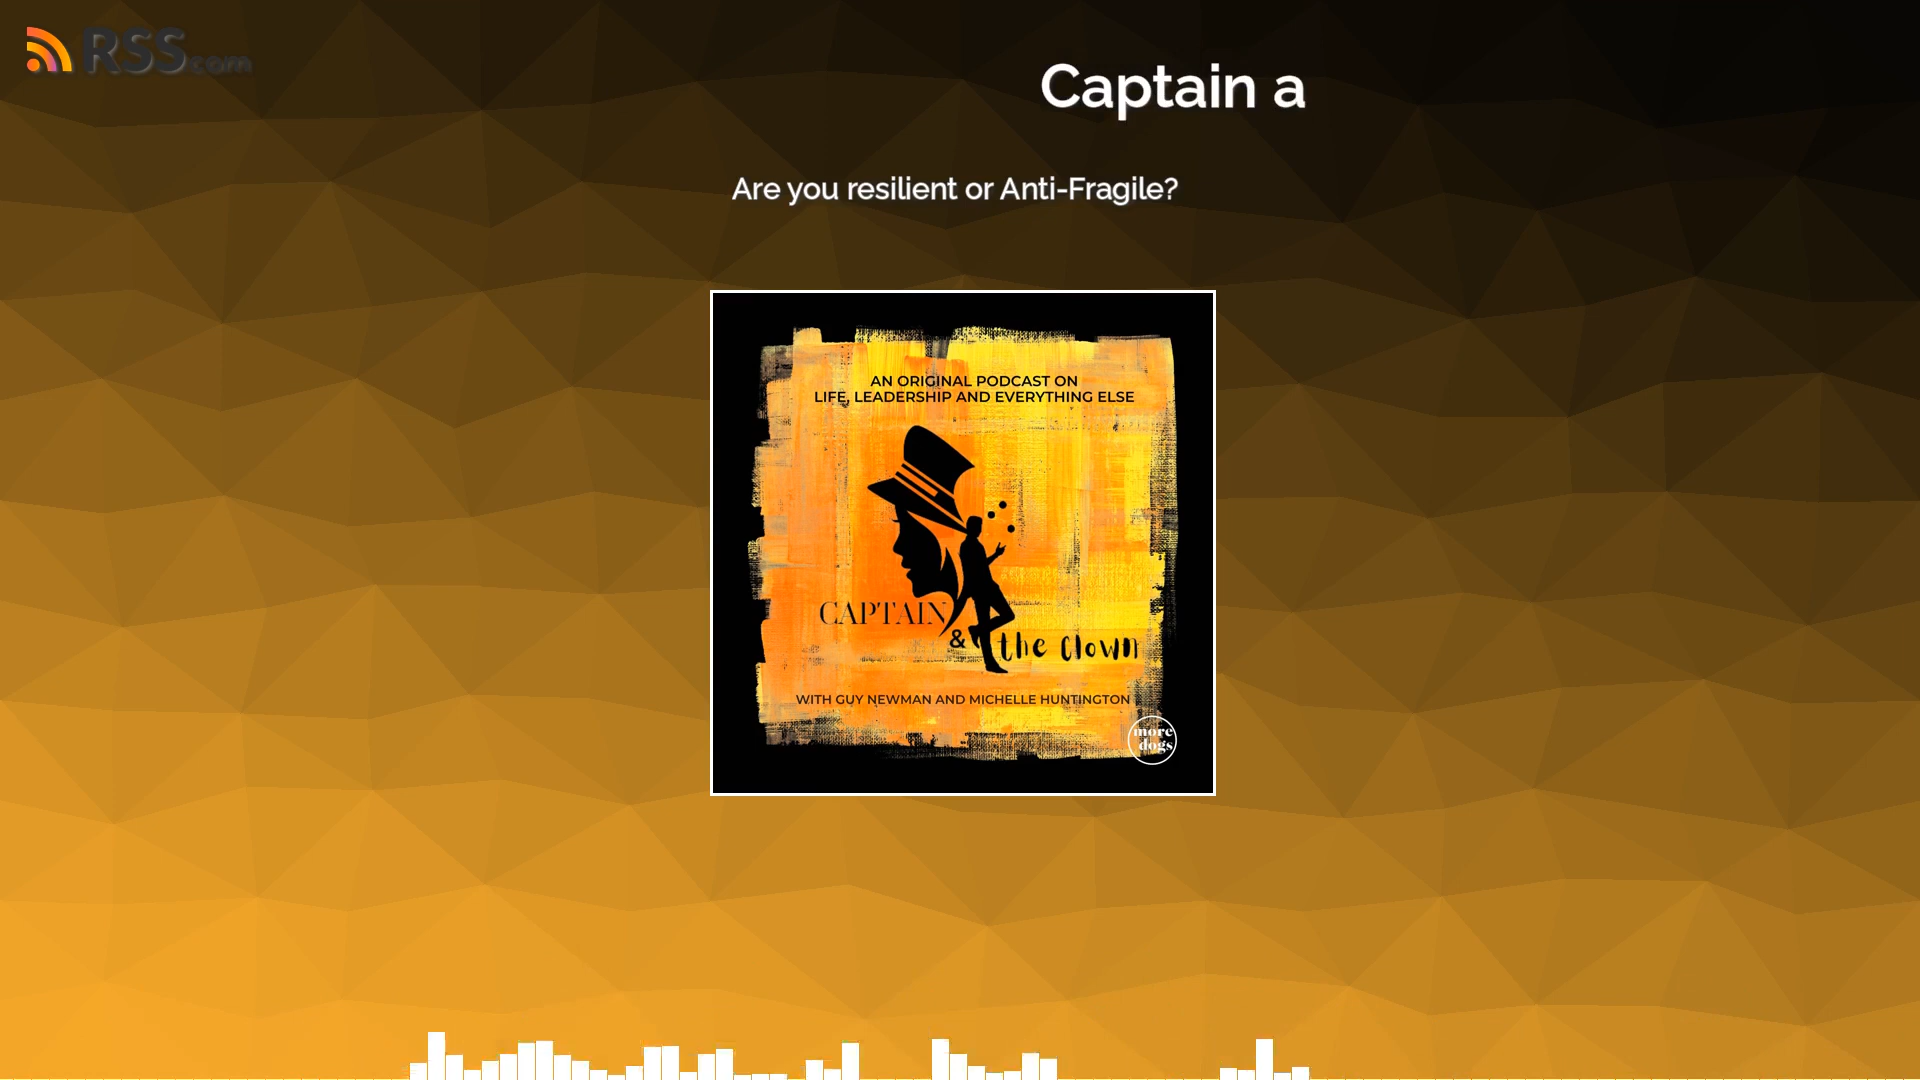 RSS.com
Captain a
Are you resilient or Anti-Fragile?
AN ORIGINAL PODCAST ON
LIFE, LEADERSHIP AND EVERYTHING ELSE
CAPTAIN
& the Clown
WITH GUY NEWMAN AND MICHELLE HUNTINGTON
more
dogs